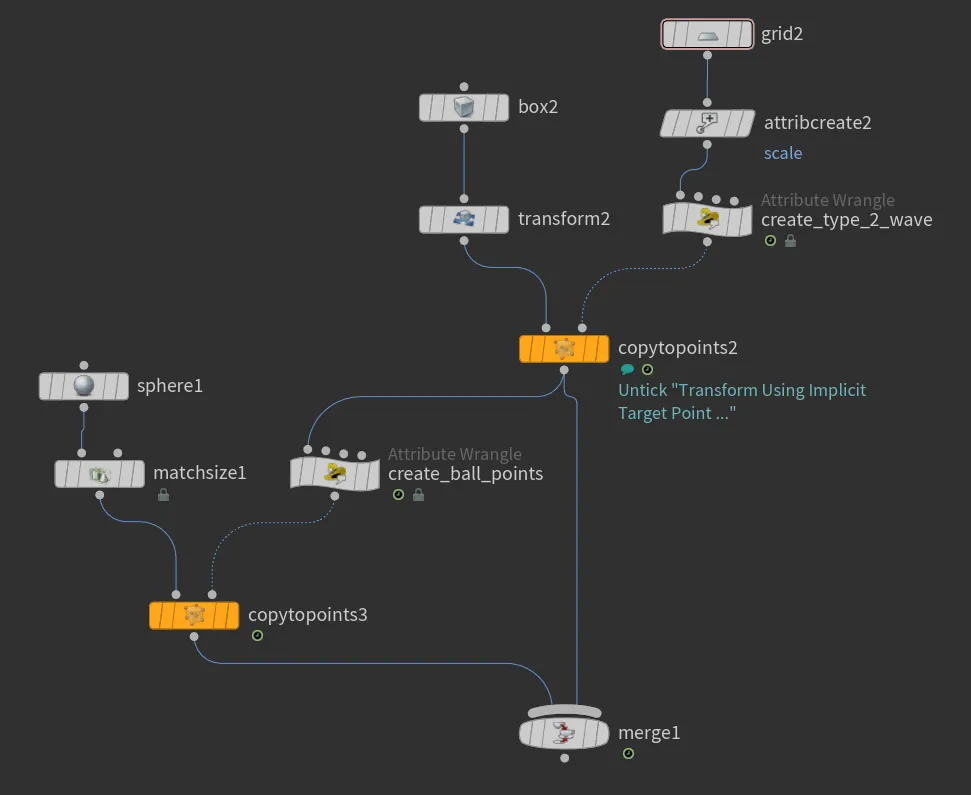 grid2
box2
attribcreate2
scale
Attribute Wrangle
create_type_2_wave
transform2
copytopoints2
Untick "Transform Using Implicit
Target Point ..."
sphere1
Attribute Wrangle
create_ball_points
matchsize1
copytopoints3
merge1